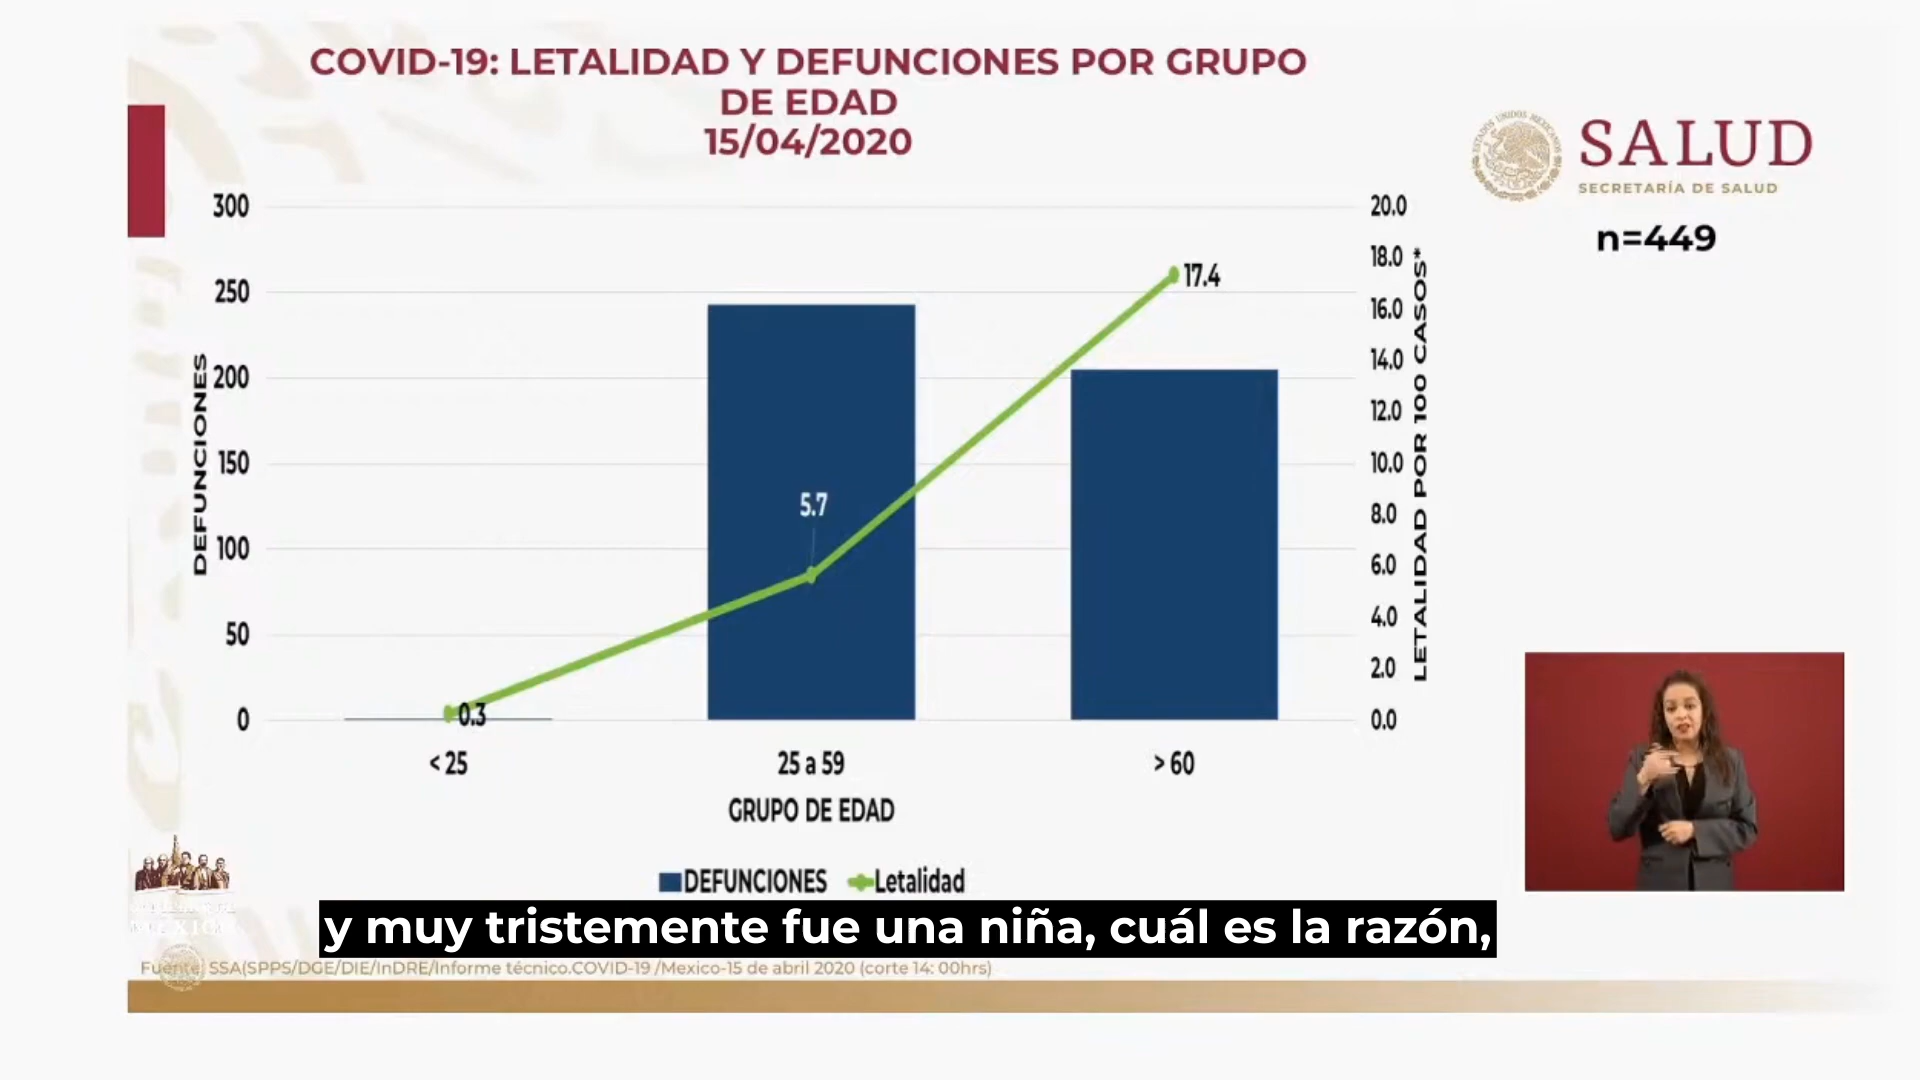 COVID-19: LETALIDAD Y DEFUNCIONES POR GRUPO
DE EDAD
15/04/2020
ESTADOS UNIDOS MEXICANOS
SALUD
SECRETARÍA DE SALUD
n=449
DEFUNCIONES
300
250
200
150
100
50
0
LETALIDAD POR 100 CASOS*
20.0
18.0
16.0
14.0
12.0
10.0
8.0
6.0
4.0
2.0
0.0
0.3
5.7
17.4
< 25
25 a 59
> 60
GRUPO DE EDAD
DEFUNCIONES
Letalidad
MÉXICO
y muy tristemente fue una niña, cuál es la razón,
Fuente: SSA(SPPS/DGE/DIE/InDRE/Informe técnico.COVID-19 /Mexico-15 de abril 2020 (corte 14: 00hrs)